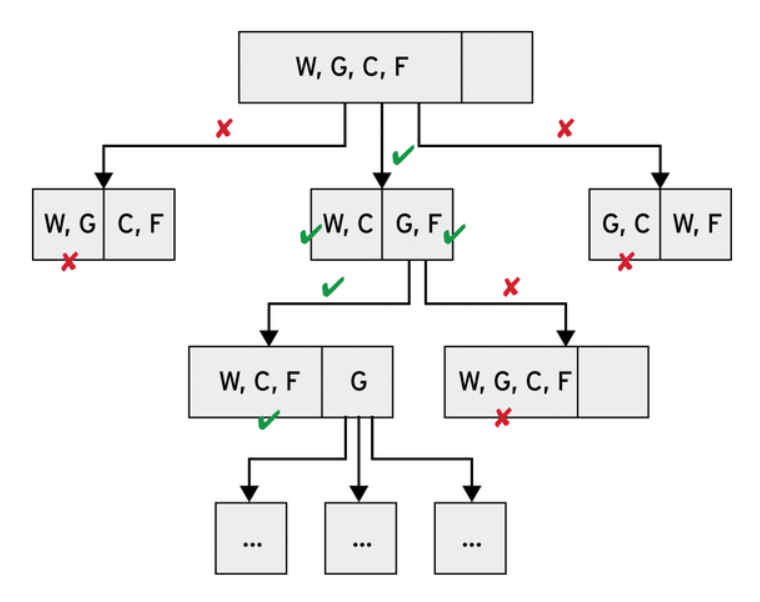 W, G, C, F
W, G C, F
W, C G, F
G, C W, F
W, C, F G
W, G, C, F
...
...
...